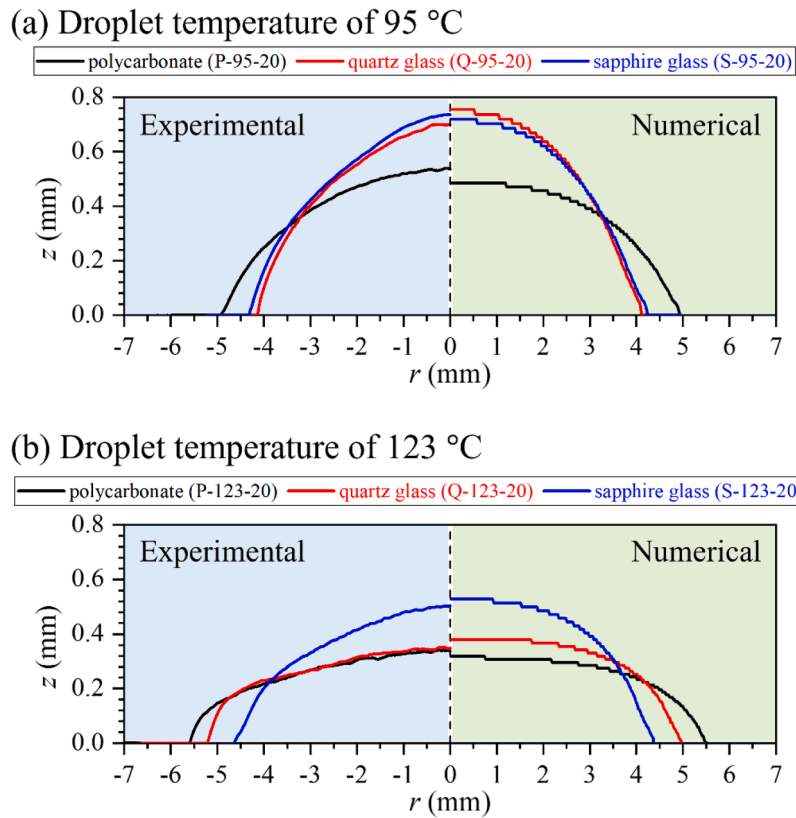 (a) Droplet temperature of 95 °C
polycarbonate (P-95-20) quartz glass (Q-95-20) sapphire glass (S-95-20)
0.8
Experimental Numerical
0.6
z (mm)
0.4
0.2
0.0
-7 -6 -5 -4 -3 -2 -1 0 1 2 3 4 5 6 7
r (mm)
(b) Droplet temperature of 123 °C
polycarbonate (P-123-20) quartz glass (Q-123-20) sapphire glass (S-123-20
0.8
Experimental Numerical
0.6
z (mm)
0.4
0.2
0.0
-7 -6 -5 -4 -3 -2 -1 0 1 2 3 4 5 6 7
r (mm)